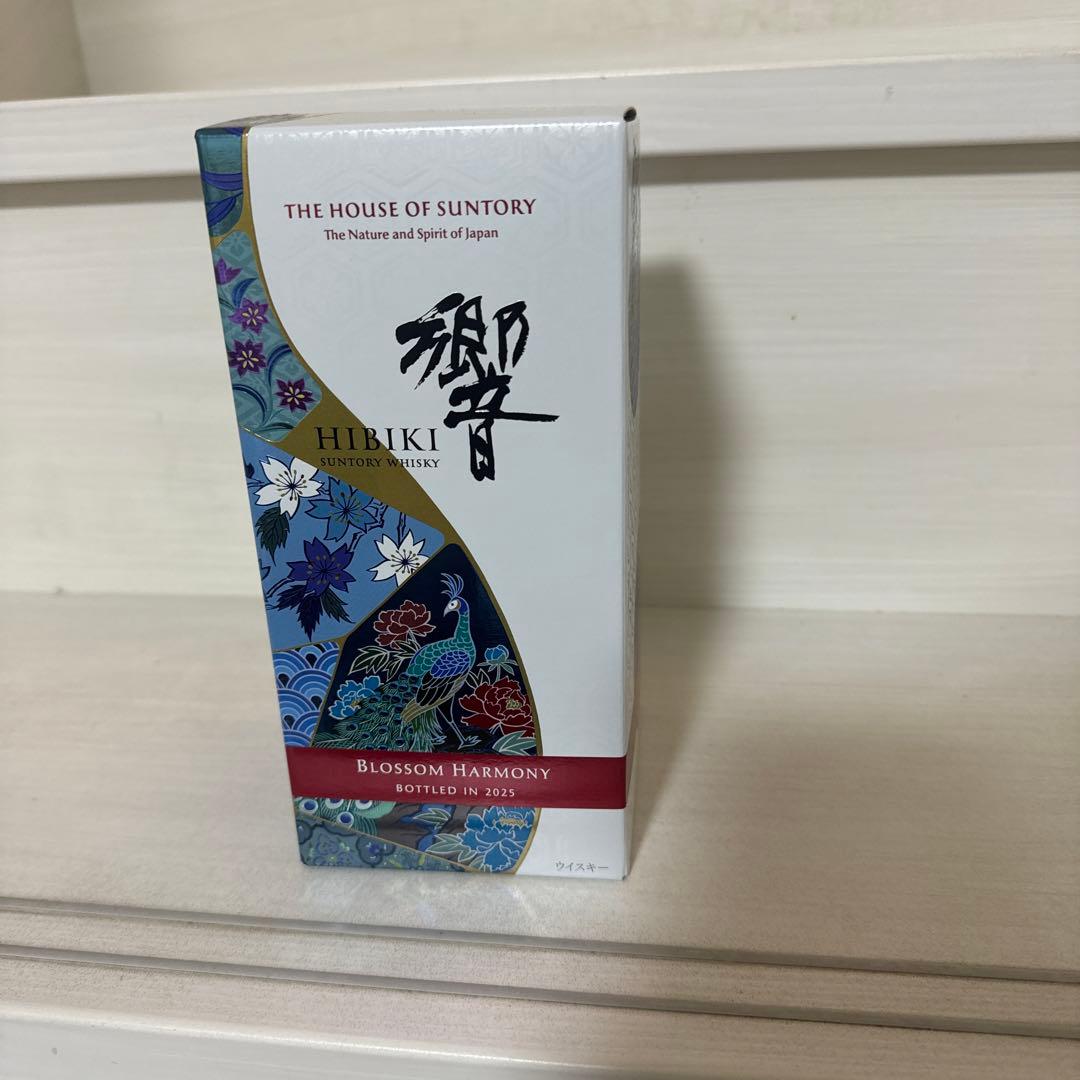 THE HOUSE OF SUNTORY
The Nature and Spirit of Japan
響
HIBIKI
SUNTORY WHISKY
BLOSSOM HARMONY
BOTTLED IN 2025
ウイスキー